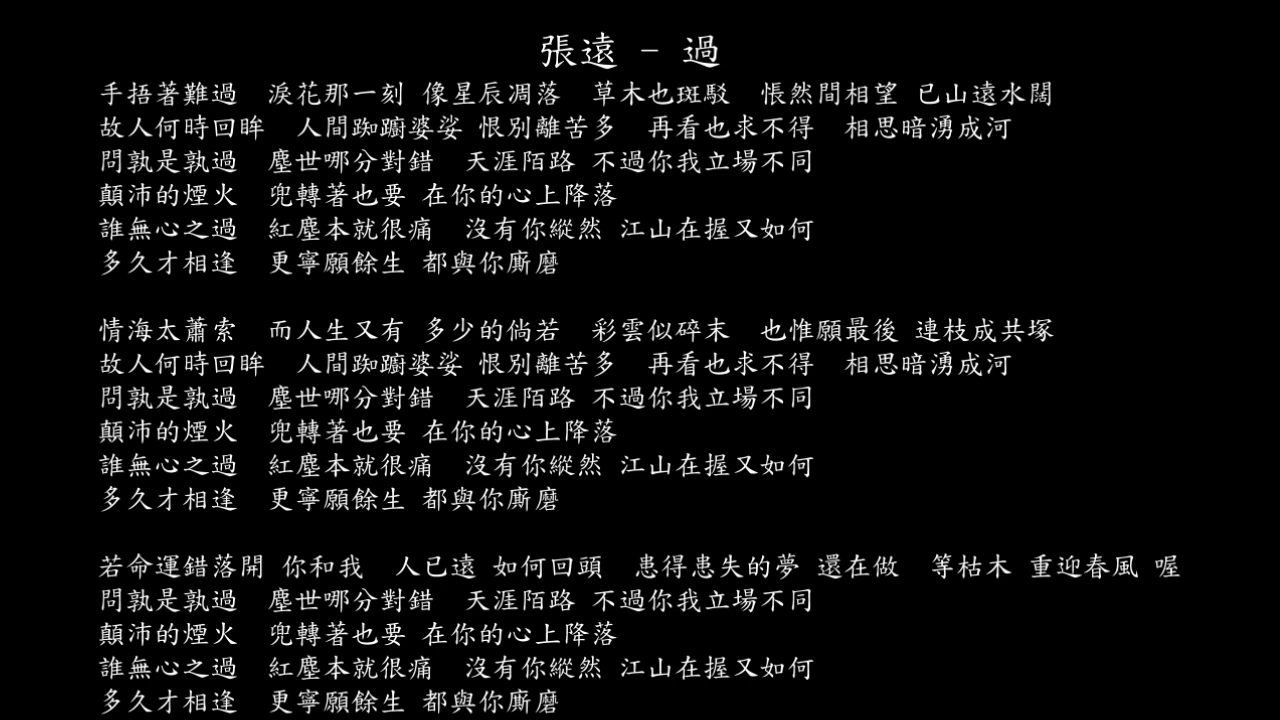 張遠 - 過
手捂著難過 淚花那一刻 像星辰凋落 草木也斑駁 悵然間相望 已山遠水闊
故人何時回眸 人間踟躕婆娑 恨別離苦多 再看也求不得 相思暗湧成河
問孰是孰過 塵世哪分對錯 天涯陌路 不過你我立場不同
顛沛的煙火 兜轉著也要 在你的心上降落
誰無心之過 紅塵本就很痛 沒有你縱然 江山在握又如何
多久才相逢 更寧願餘生 都與你廝磨
情海太蕭索 而人生又有 多少的倘若 彩雲似碎末 也惟願最後 連枝成共塚
故人何時回眸 人間踟躕婆娑 恨別離苦多 再看也求不得 相思暗湧成河
問孰是孰過 塵世哪分對錯 天涯陌路 不過你我立場不同
顛沛的煙火 兜轉著也要 在你的心上降落
誰無心之過 紅塵本就很痛 沒有你縱然 江山在握又如何
多久才相逢 更寧願餘生 都與你廝磨
若命運錯落開 你和我 人已遠 如何回頭 患得患失的夢 還在做 等枯木 重迎春風 喔
問孰是孰過 塵世哪分對錯 天涯陌路 不過你我立場不同
顛沛的煙火 兜轉著也要 在你的心上降落
誰無心之過 紅塵本就很痛 沒有你縱然 江山在握又如何
多久才相逢 更寧願餘生 都與你廝磨